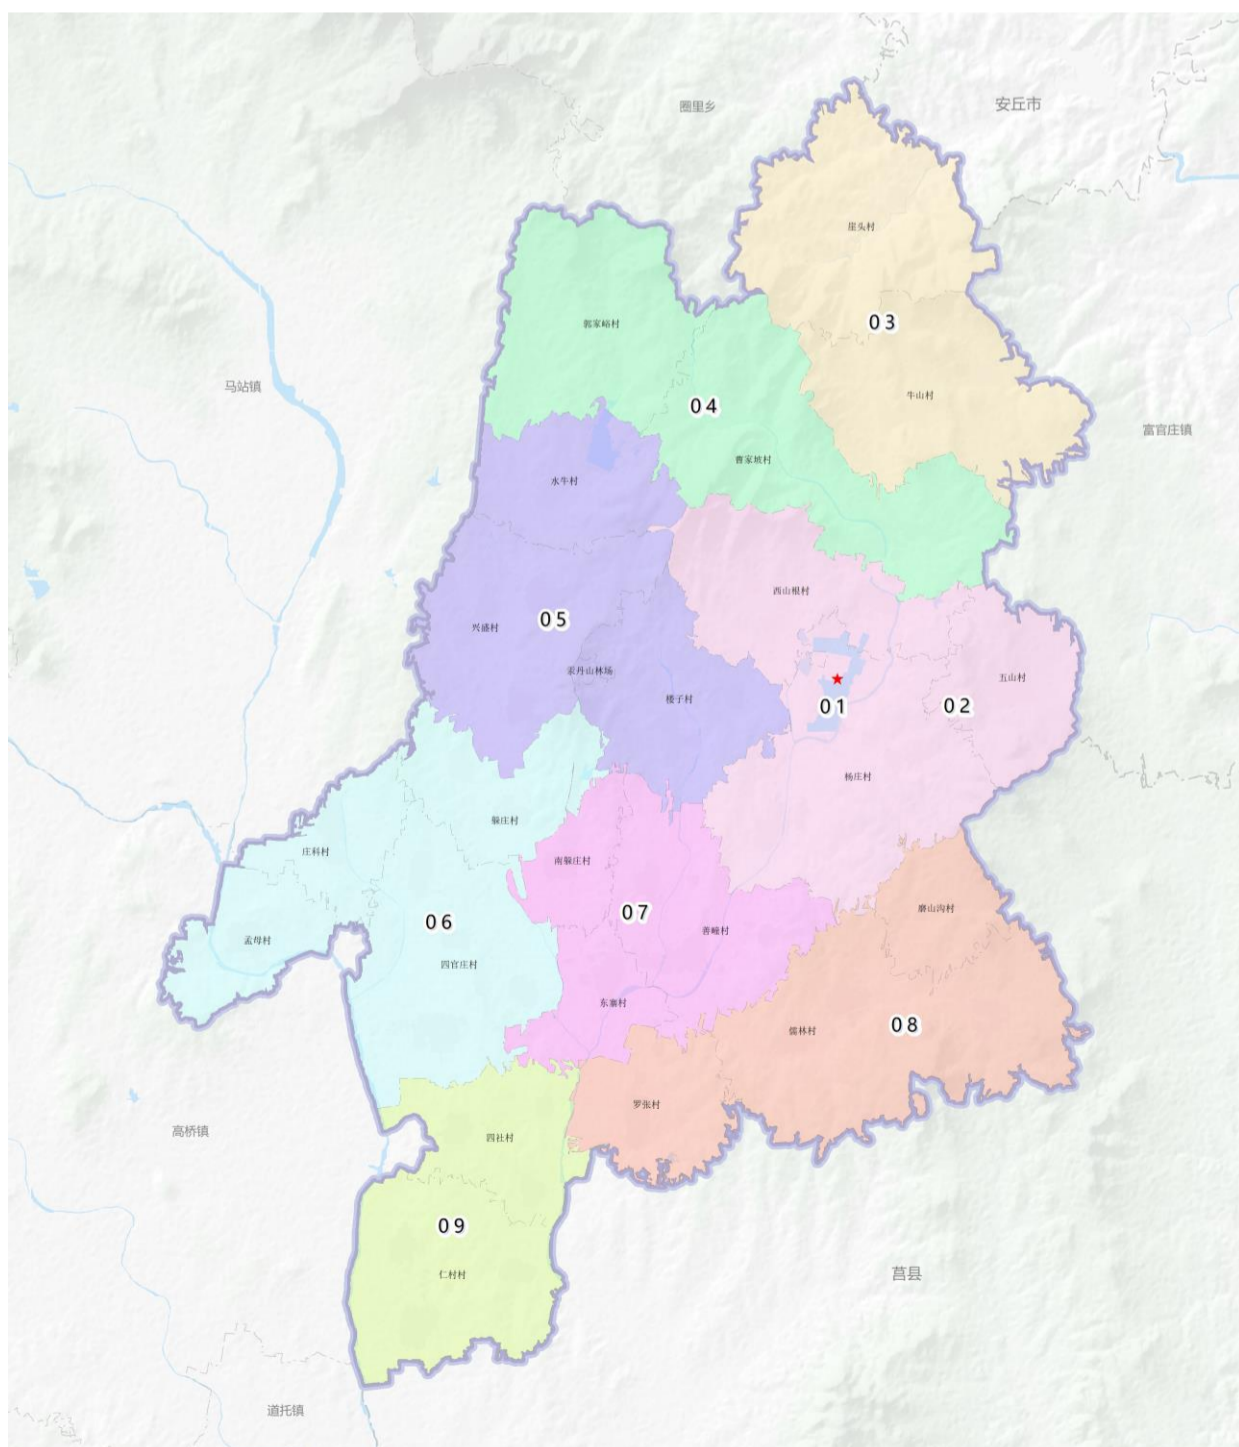 圈里乡
安丘市
崖头村
03
郭家峪村
马站镇
牛山村
04
富官庄镇
曹家坡村
水牛村
西山根村
05
兴盛村
汞丹山林场
五山村
楼子村
01
02
杨庄村
躲庄村
庄科村
南躲庄村
磨山沟村
07
06
善疃村
孟母村
四官庄村
东寨村
08
儒林村
罗张村
高桥镇
四社村
09
莒县
仁村村
道托镇